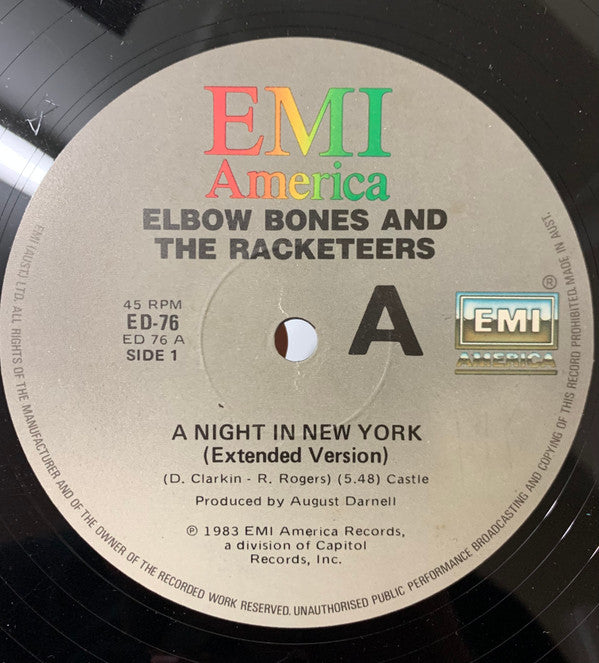 EMI
America
ELBOW BONES AND
THE RACKETEERS
45 RPM
ED-76
ED 76 A
SIDE 1
A
®
EMI
AMERICA
A NIGHT IN NEW YORK
(Extended Version)
(D. Clarkin - R. Rogers) (5.48) Castle
Produced by August Darnell
℗ 1983 EMI America Records,
a division of Capitol
Records, Inc.
EMI (AUST.) LTD. ALL RIGHTS OF THE MANUFACTURER AND OF THE OWNER OF THE RECORDED WORK RESERVED. UNAUTHORISED PUBLIC PERFORMANCE BROADCASTING AND COPYING OF THIS RECORD PROHIBITED. MADE IN AUST.